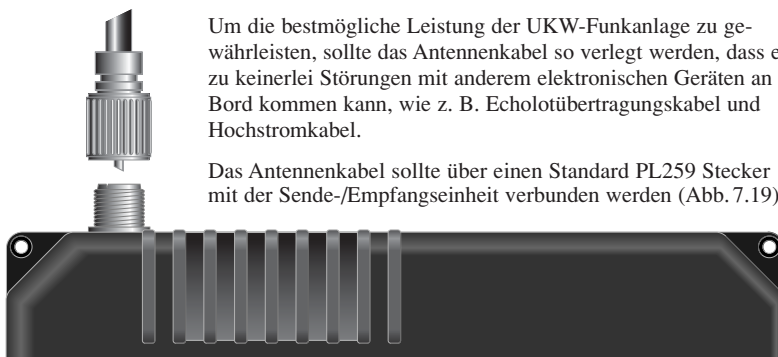 Um die bestmögliche Leistung der UKW-Funkanlage zu ge-
währleisten, sollte das Antennenkabel so verlegt werden, dass
zu keinerlei Störungen mit anderem elektronischen Geräten an
Bord kommen kann, wie z. B. Echolotübertragungskabel und
Hochstromkabel.
Das Antennenkabel sollte über einen Standard PL259 Stecker
mit der Sende-/Empfangseinheit verbunden werden (Abb. 7.19)